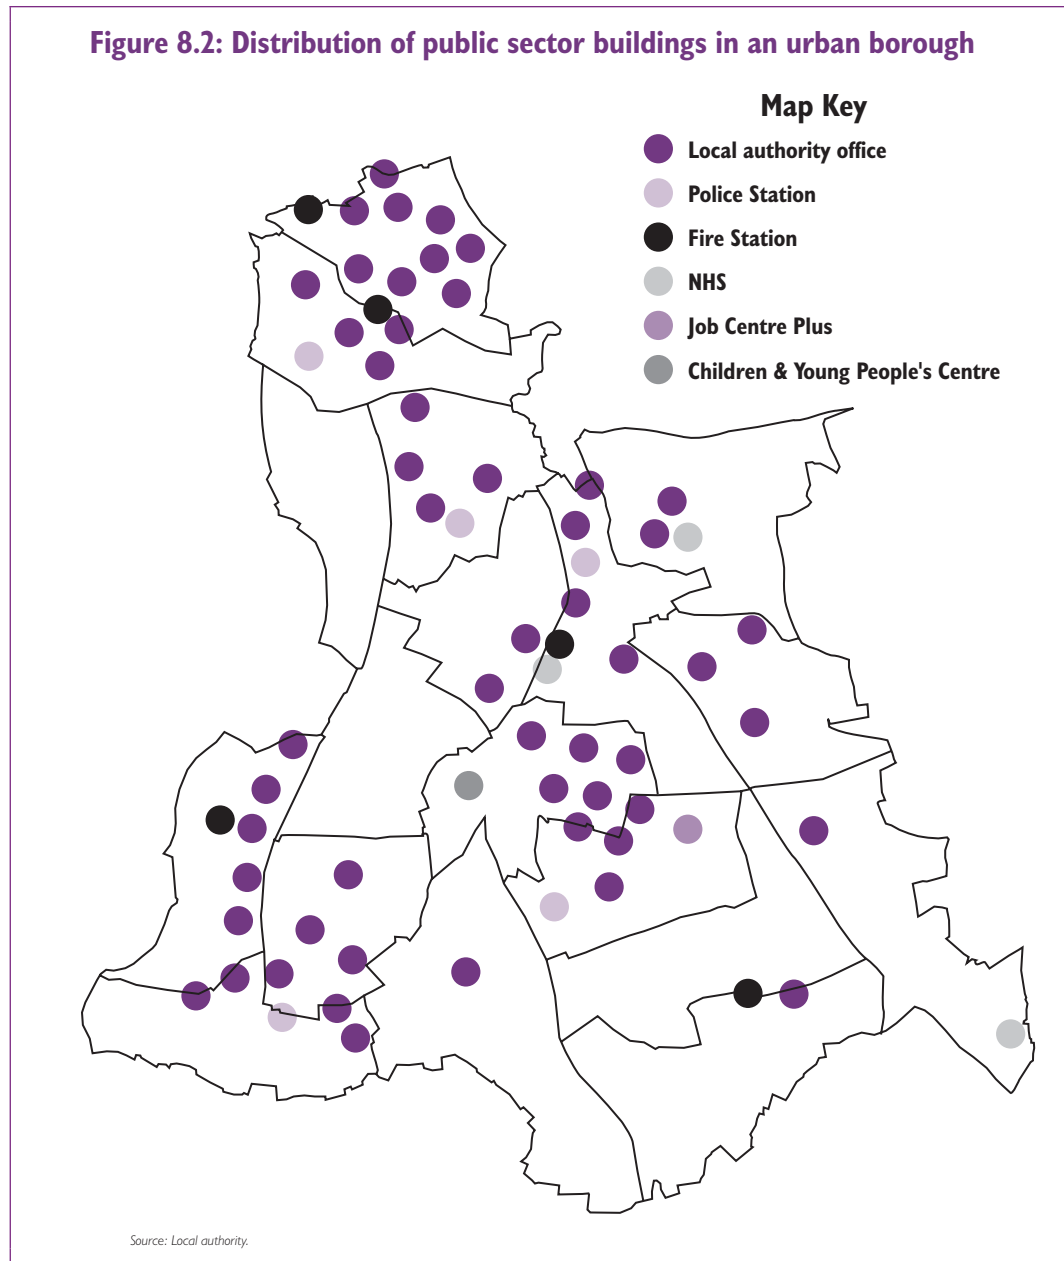 Figure 8.2: Distribution of public sector buildings in an urban borough
Map Key
Local authority office
Police Station
Fire Station
NHS
Job Centre Plus
Children & Young People's Centre
Source: Local authority.